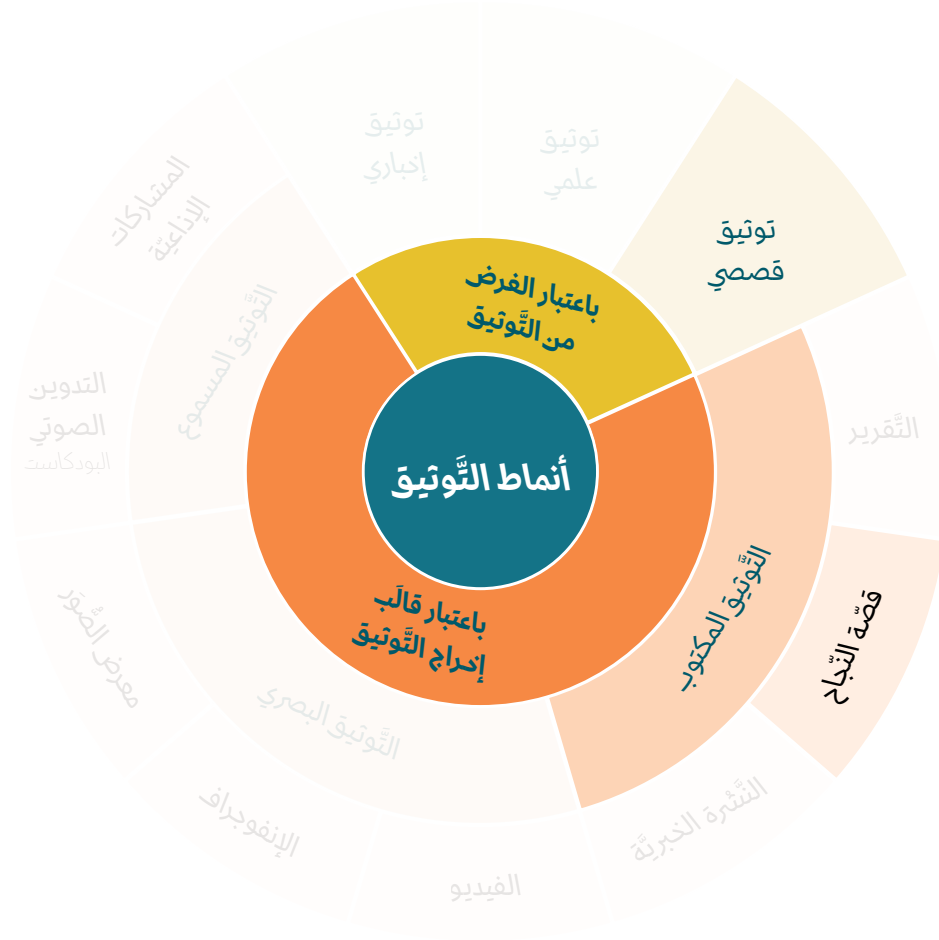 أنماط التَّوثيق
باعتبار الغرض
من التَّوثيق
توثيق
قصصي
توثيق
علمي
توثيق
إخباري
باعتبار قالَب
إخراج التَّوثيق
التَّوثيق المكتوب
التَّقرير
قصّة النّجاح
النَّشرة الخبريَّة
التَّوثيق البصري
الفيديو
الإنفوجراف
معرض الصُّوَر
التَّوثيق المسموع
التدوين
الصوتي
البودكاست
المشاركات
الإذاعيَّة